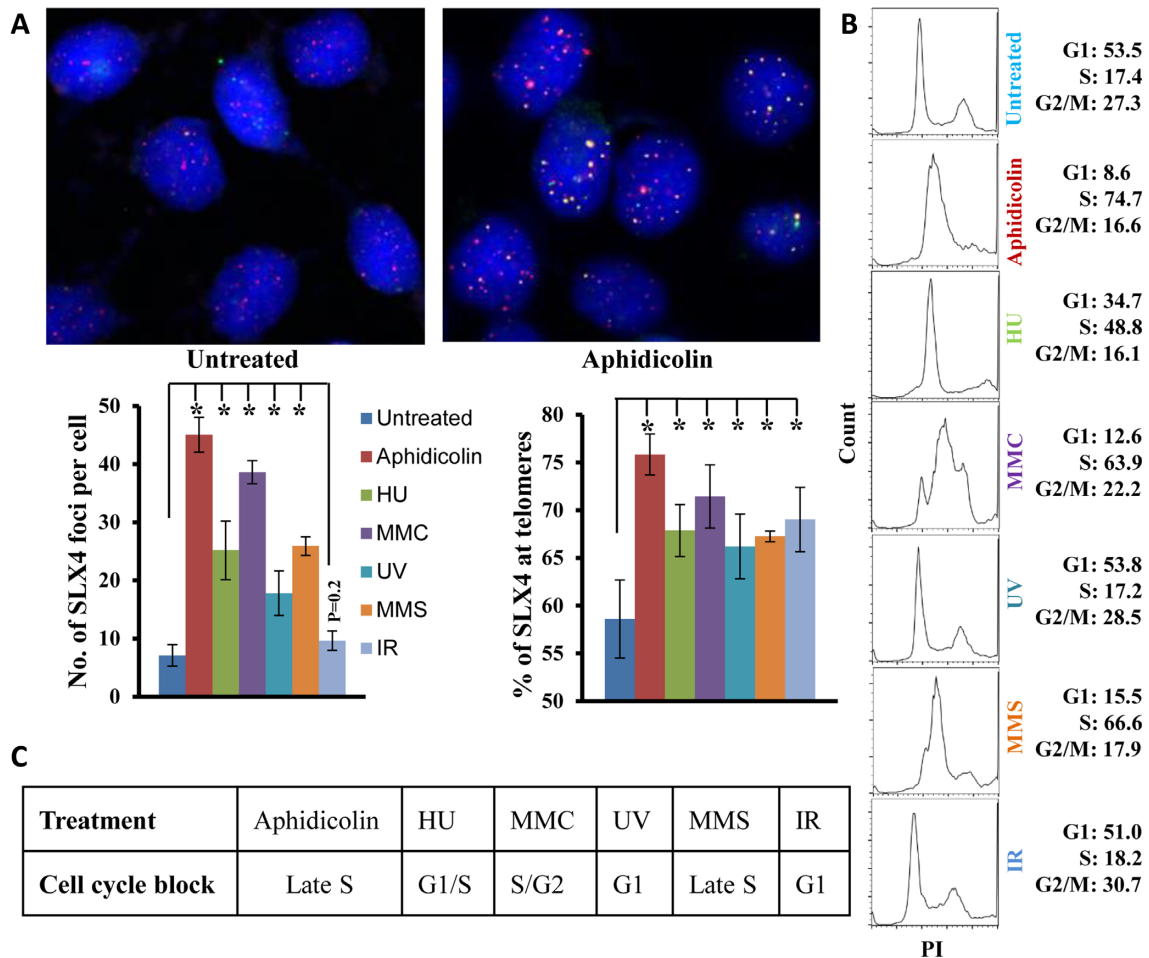 A
Untreated
Aphidicolin
No. of SLX4 foci per cell
50
40
30
20
10
0
* * * * *
P=0.2
Untreated
Aphidicolin
HU
MMC
UV
MMS
IR
% of SLX4 at telomeres
80
75
70
65
60
55
50
* * * * * *
B
Count
Untreated
G1: 53.5
S: 17.4
G2/M: 27.3
Aphidicolin
G1: 8.6
S: 74.7
G2/M: 16.6
HU
G1: 34.7
S: 48.8
G2/M: 16.1
MMC
G1: 12.6
S: 63.9
G2/M: 22.2
UV
G1: 53.8
S: 17.2
G2/M: 28.5
MMS
G1: 15.5
S: 66.6
G2/M: 17.9
IR
G1: 51.0
S: 18.2
G2/M: 30.7
PI
C
Treatment Aphidicolin HU MMC UV MMS IR
Cell cycle block Late S G1/S S/G2 G1 Late S G1